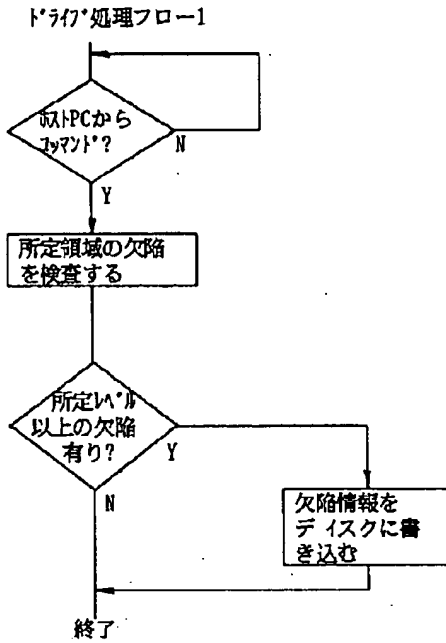 ﾄﾞﾗｲﾌﾞ処理フロー1
ﾎｽﾄPCから
ｺﾏﾝﾄﾞ?
N
Y
所定領域の欠陥
を検査する
所定ﾚﾍﾞﾙ
以上の欠陥
有り?
Y
N
欠陥情報を
ディスクに書
き込む
終了